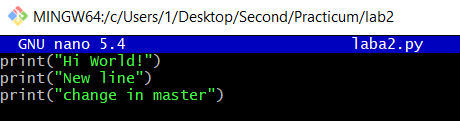 MINGW64:/c/Users/1/Desktop/Second/Practicum/lab2
GNU nano 5.4 laba2.py
print("Hi World!")
print("New line")
print("change in master")